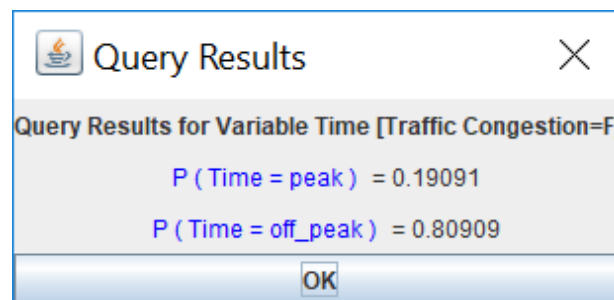 Query Results
Query Results for Variable Time [Traffic Congestion=F
P ( Time = peak ) = 0.19091
P ( Time = off_peak ) = 0.80909
OK